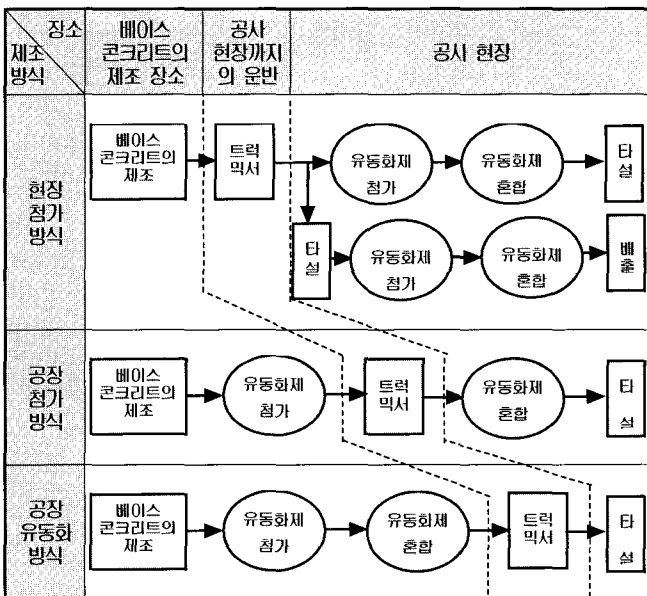 장소
제조
방식
베이스
콘크리트의
제조 장소
공사
현장까지
의 운반
공사 현장
현장
첨가
방식
베이스
콘크리트의
제조
트럭
믹서
유동화제
첨가
유동화제
혼합
타
설
타
설
유동화제
첨가
유동화제
혼합
배
출
공장
첨가
방식
베이스
콘크리트의
제조
유동화제
첨가
트럭
믹서
유동화제
혼합
타
설
공장
유동화
방식
베이스
콘크리트의
제조
유동화제
첨가
유동화제
혼합
트럭
믹서
타
설